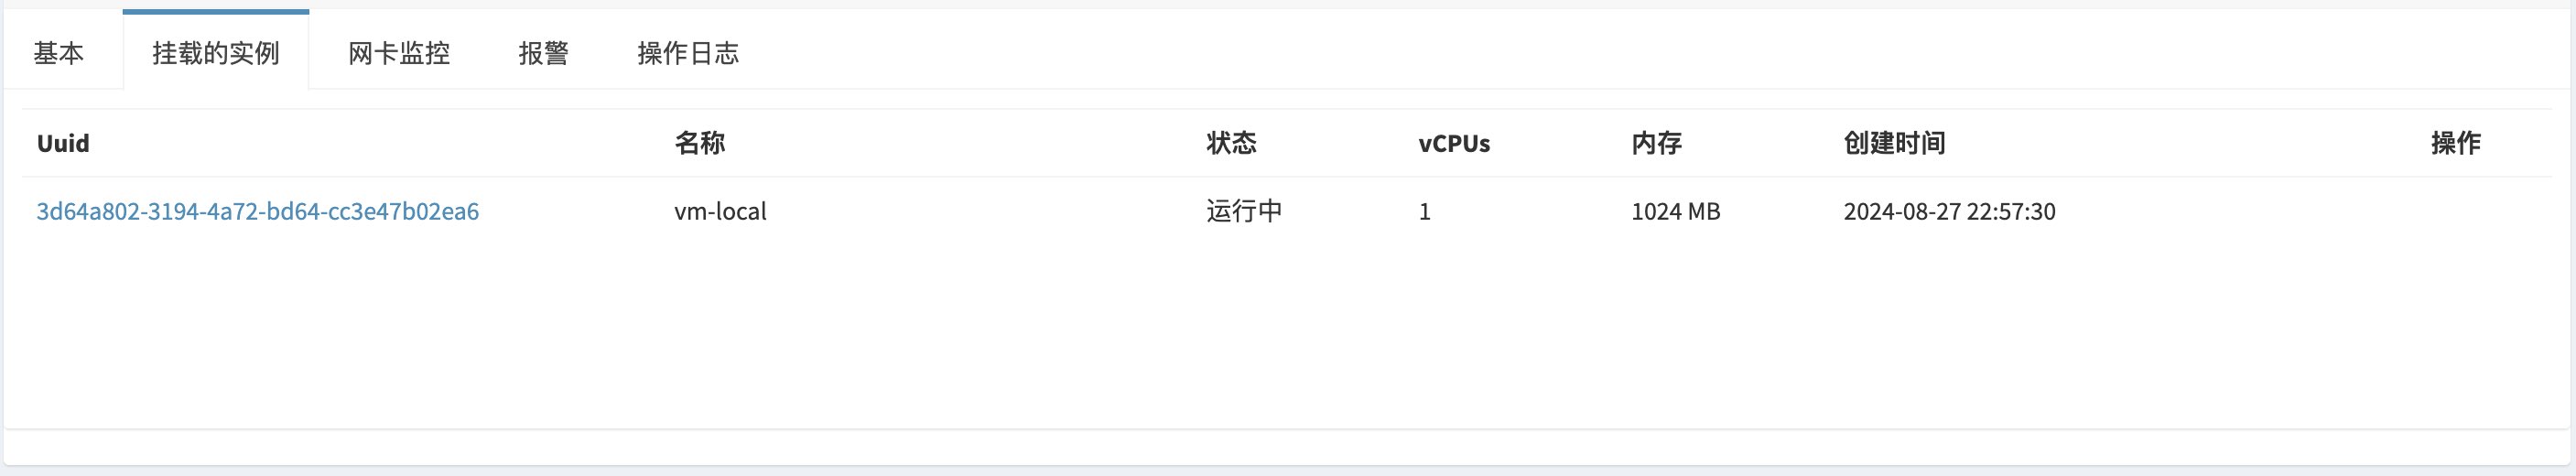 基本 挂载的实例 网卡监控 报警 操作日志
Uuid 名称 状态 vCPUs 内存 创建时间 操作
3d64a802-3194-4a72-bd64-cc3e47b02ea6 vm-local 运行中 1 1024 MB 2024-08-27 22:57:30